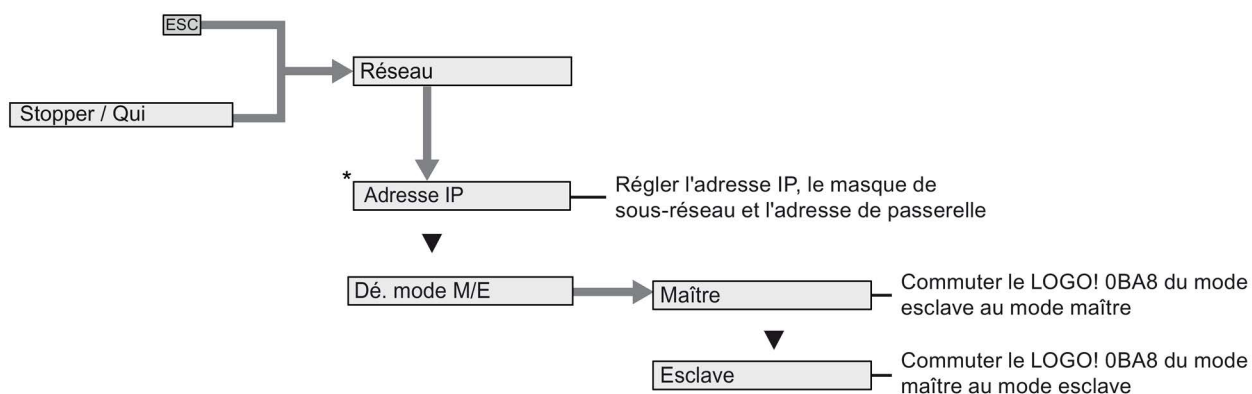 ESC
Réseau
Stopper / Qui
*
Adresse IP
Régler l'adresse IP, le masque de
sous-réseau et l'adresse de passerelle
Dé. mode M/E
Maître
Commuter le LOGO! 0BA8 du mode
esclave au mode maître
Esclave
Commuter le LOGO! 0BA8 du mode
maître au mode esclave